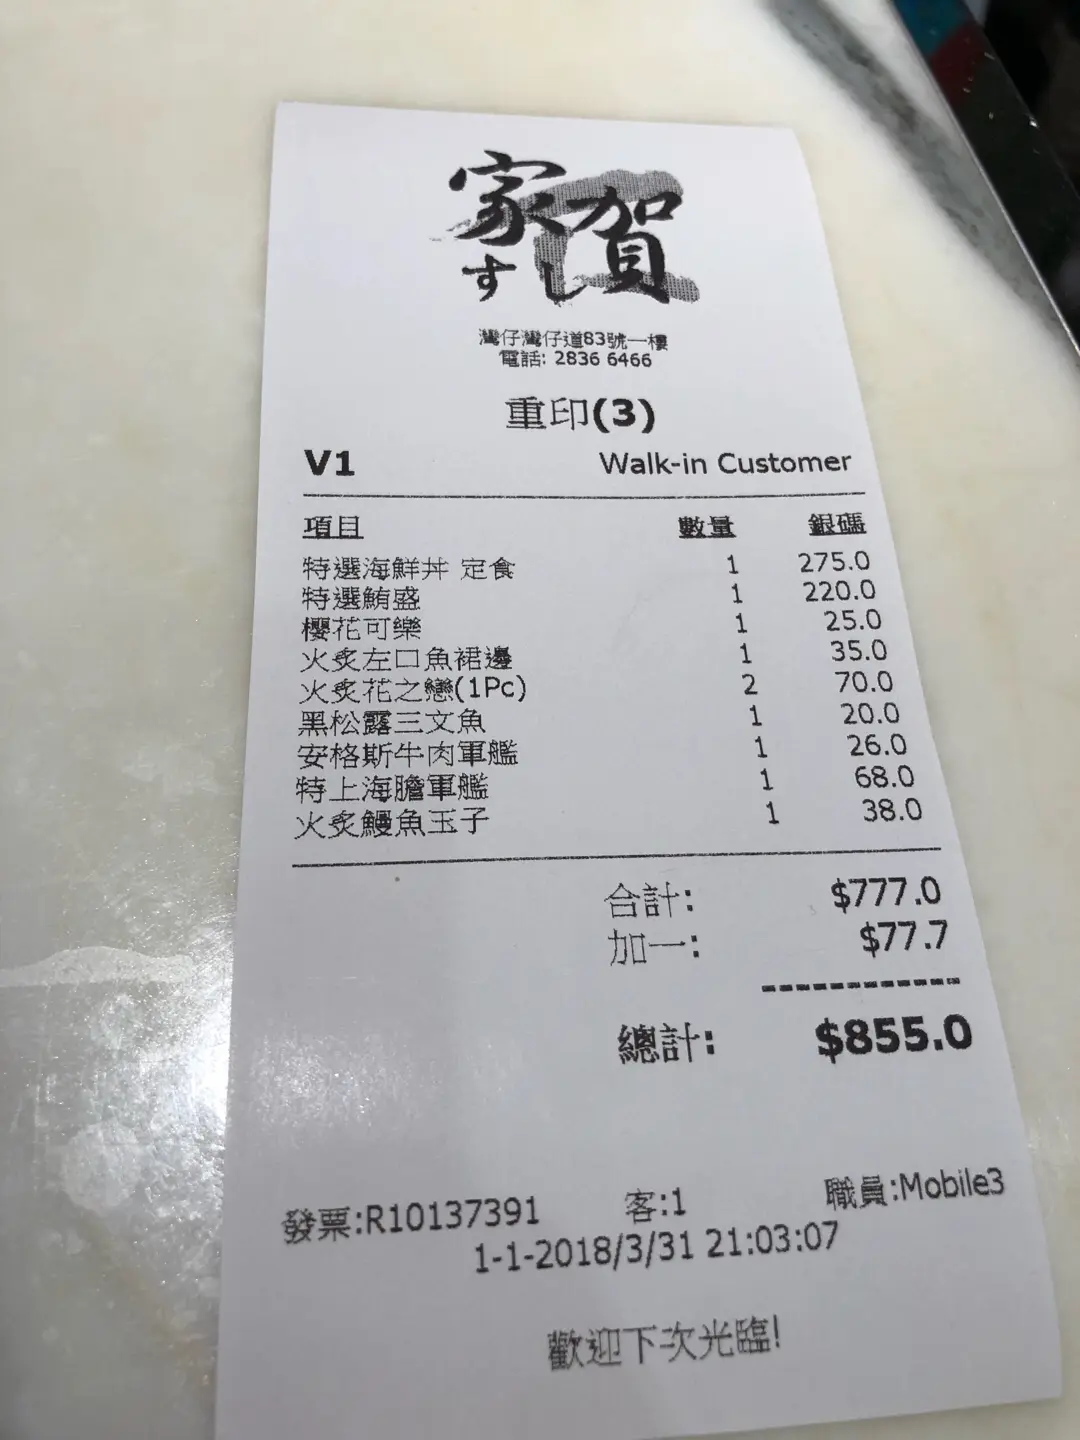 家賀
すし
灣仔灣仔道83號一樓
電話: 2836 6466
重印(3)
V1 Walk-in Customer
項目 數量 銀碼
特選海鮮丼 定食 1 275.0
特選鮪盛 1 220.0
櫻花可樂 1 25.0
火炙左口魚裙邊 1 35.0
火炙花之戀(1Pc) 2 70.0
黑松露三文魚 1 20.0
安格斯牛肉軍艦 1 26.0
特上海膽軍艦 1 68.0
火炙鰻魚玉子 1 38.0
合計: $777.0
加一: $77.7
總計: $855.0
發票:R10137391 客:1 職員:Mobile3
1-1-2018/3/31 21:03:07
歡迎下次光臨!